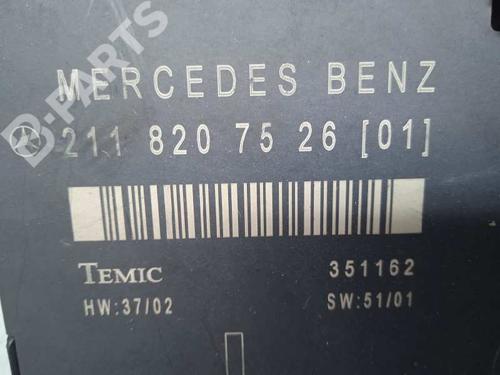 B-PARTS
MERCEDES BENZ
211 820 75 26 [01]
TEMIC 351162
HW:37/02 SW:51/01